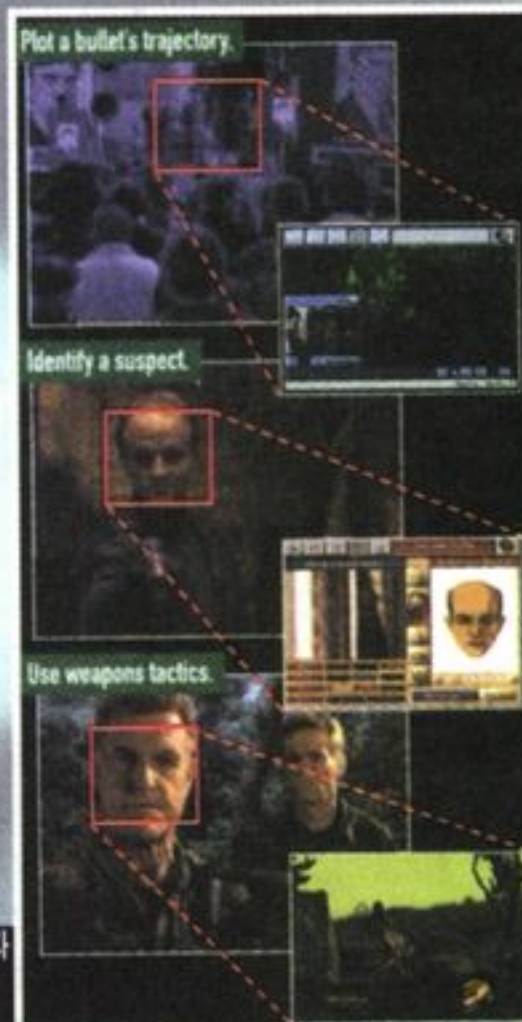 Plot a bullet's trajectory.
Identify a suspect.
Use weapons tactics.